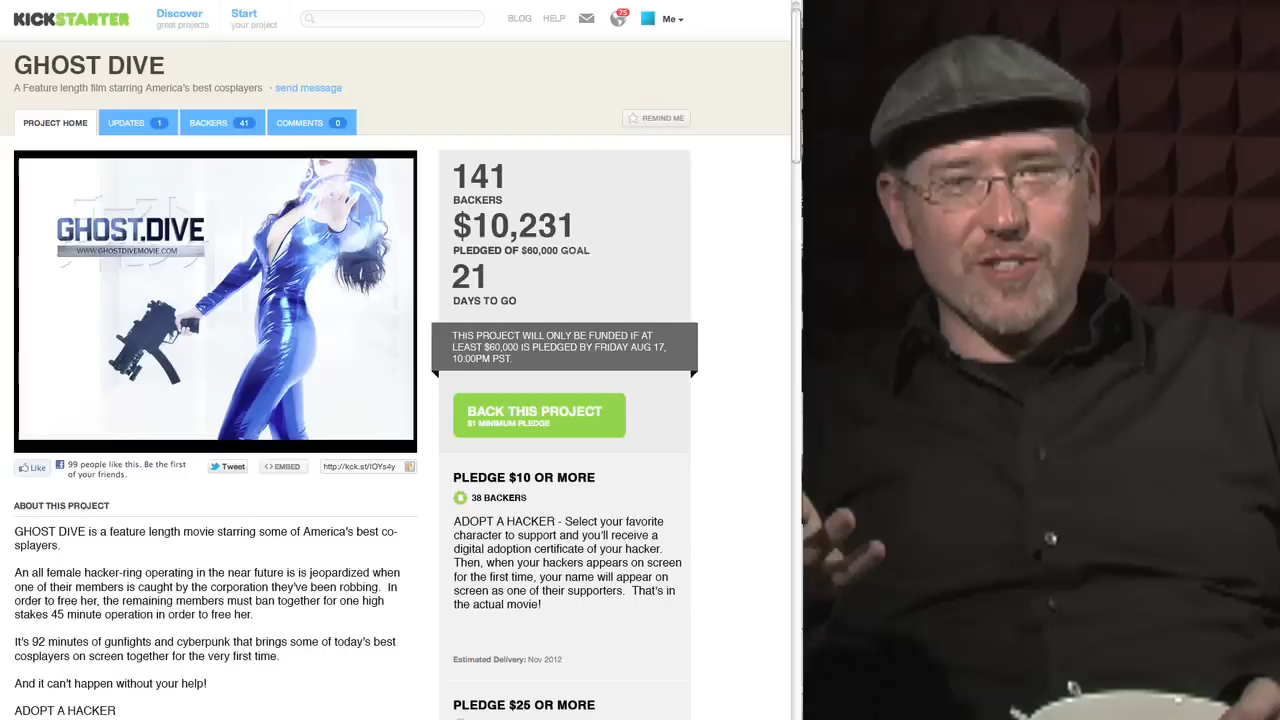 KICKSTARTER
Discover
great projects
Start
your project
BLOG
HELP
75
Me
GHOST DIVE
A Feature length film starring America's best cosplayers · send message
PROJECT HOME
UPDATES 1
BACKERS 41
COMMENTS 0
REMIND ME
GHOST.DIVE
WWW.GHOSTDIVEMOVIE.COM
Like
99 people like this. Be the first
of your friends.
Tweet
<> EMBED
http://kck.st/IOYs4y
ABOUT THIS PROJECT
GHOST DIVE is a feature length movie starring some of America's best co-
splayers.
An all female hacker-ring operating in the near future is is jeopardized when
one of their members is caught by the corporation they've been robbing. In
order to free her, the remaining members must ban together for one high
stakes 45 minute operation in order to free her.
It's 92 minutes of gunfights and cyberpunk that brings some of today's best
cosplayers on screen together for the very first time.
And it can't happen without your help!
ADOPT A HACKER
141
BACKERS
$10,231
PLEDGED OF $60,000 GOAL
21
DAYS TO GO
THIS PROJECT WILL ONLY BE FUNDED IF AT
LEAST $60,000 IS PLEDGED BY FRIDAY AUG 17,
10:00PM PST.
BACK THIS PROJECT
$1 MINIMUM PLEDGE
PLEDGE $10 OR MORE
38 BACKERS
ADOPT A HACKER - Select your favorite
character to support and you'll receive a
digital adoption certificate of your hacker.
Then, when your hackers appears on screen
for the first time, your name will appear on
screen as one of their supporters. That's in
the actual movie!
Estimated Delivery: Nov 2012
PLEDGE $25 OR MORE